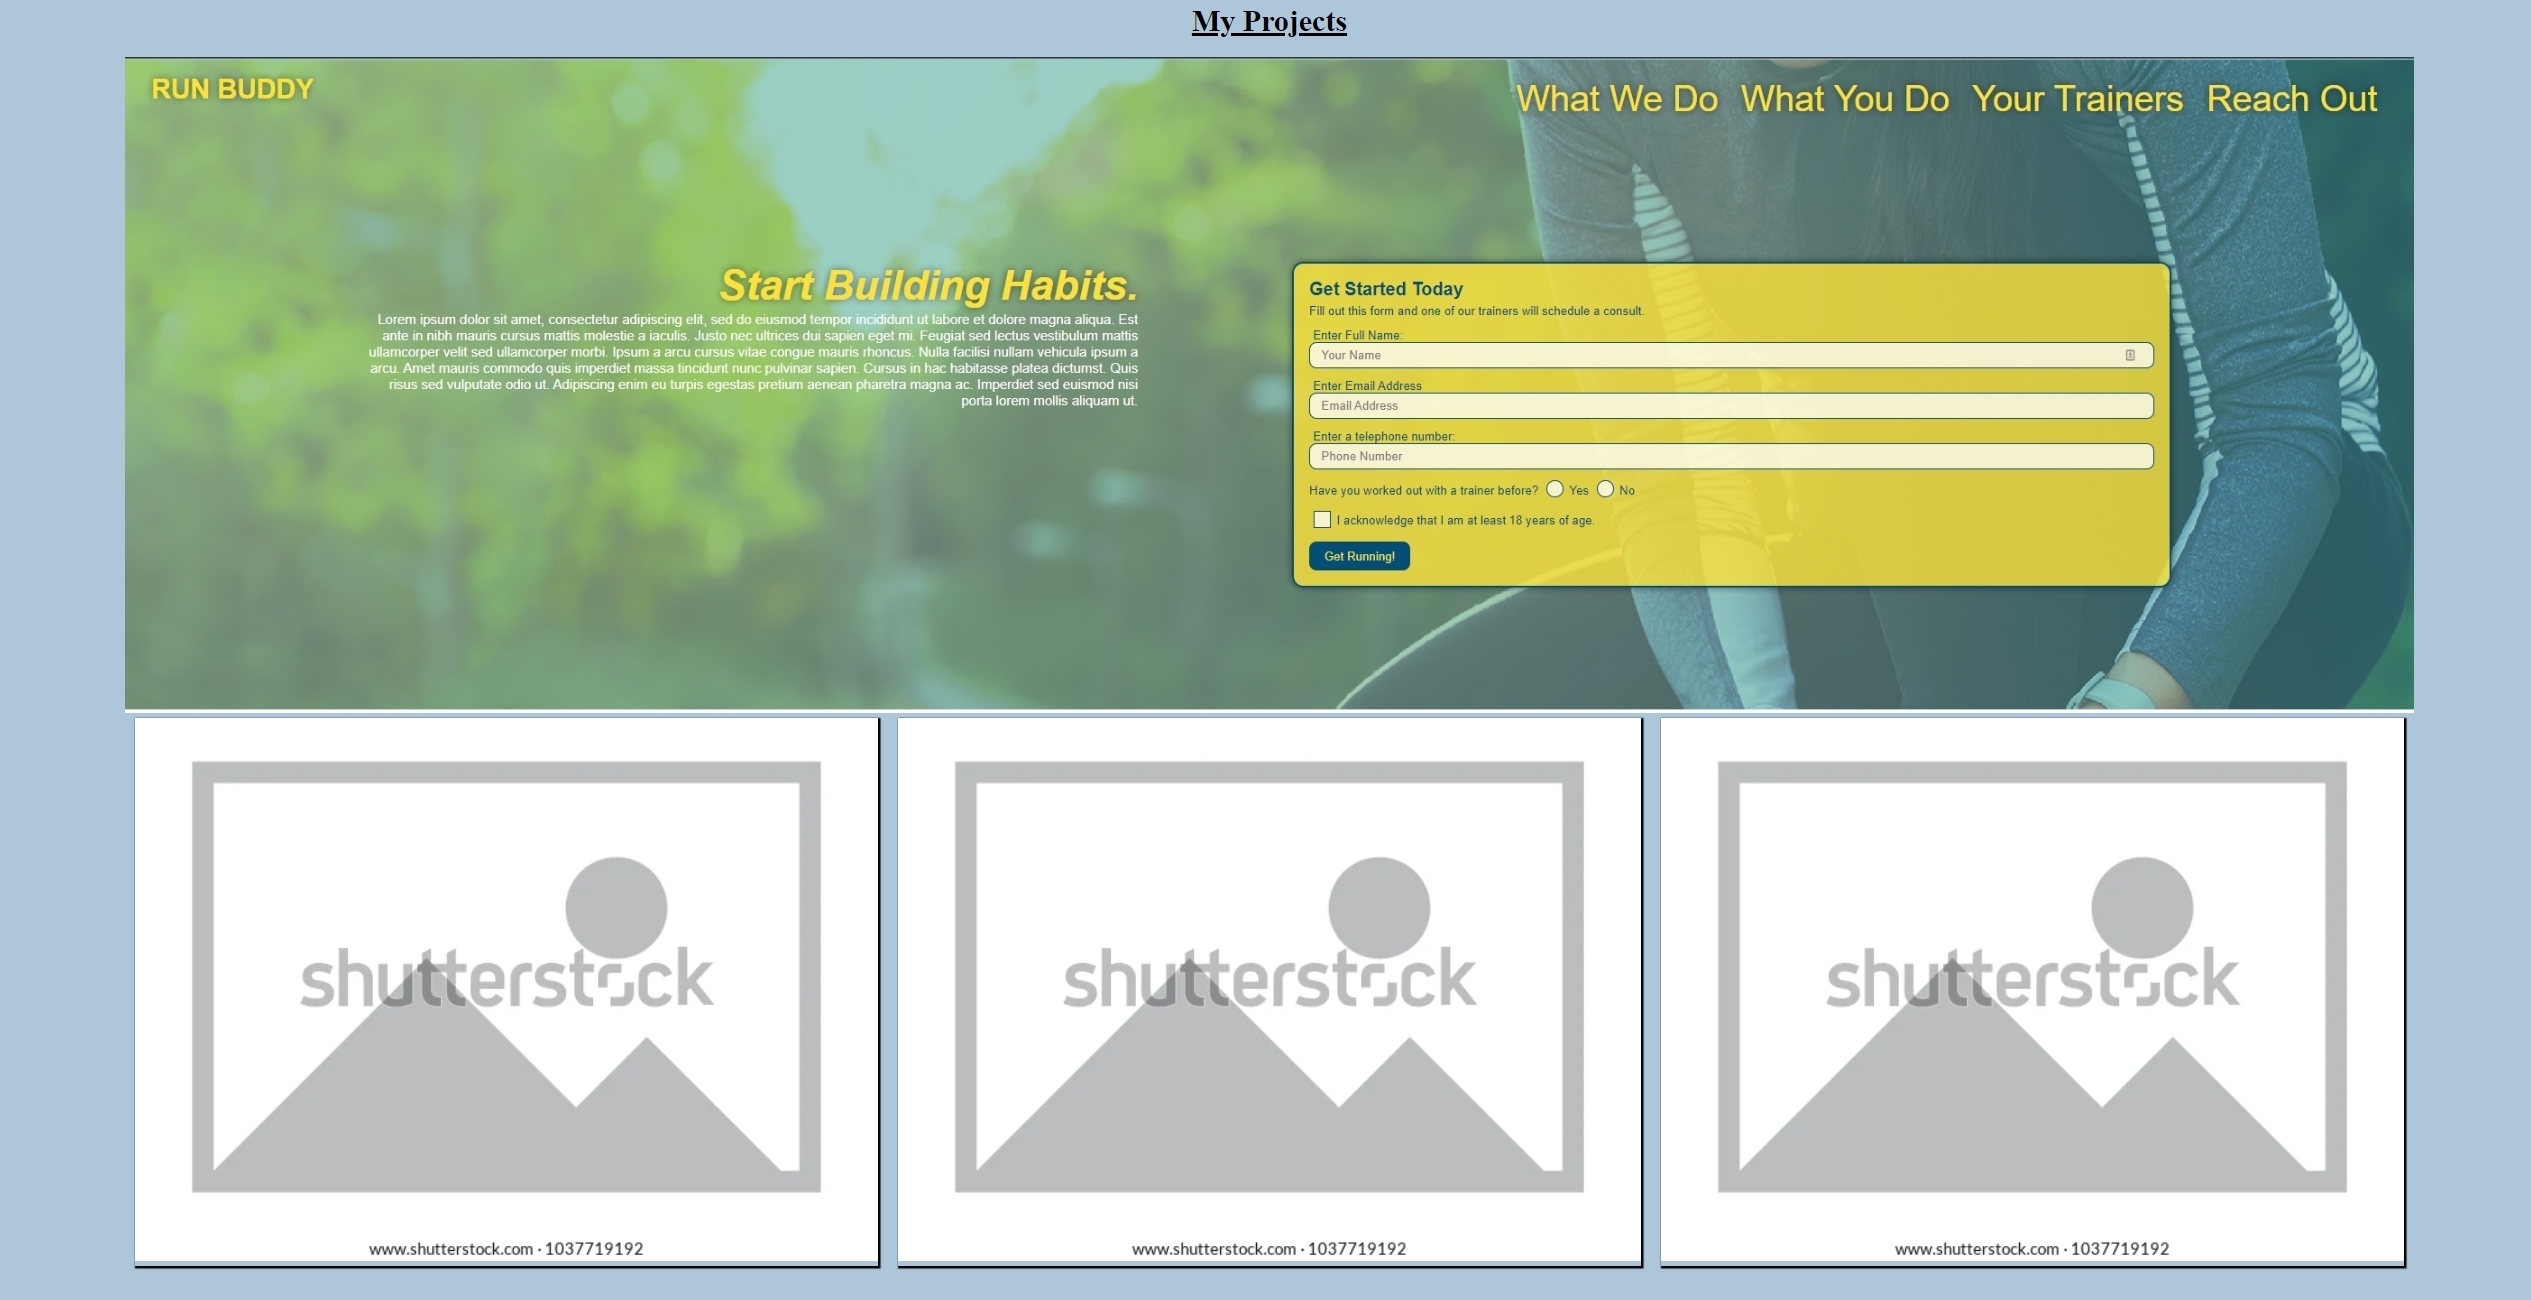 My Projects
RUN BUDDY
What We Do What You Do Your Trainers Reach Out
Start Building Habits.
Lorem ipsum dolor sit amet, consectetur adipiscing elit, sed do eiusmod tempor incididunt ut labore et dolore magna aliqua. Est
ante in nibh mauris cursus mattis molestie a iaculis. Justo nec ultrices dui sapien eget mi. Feugiat sed lectus vestibulum mattis
ullamcorper velit sed ullamcorper morbi. Ipsum a arcu cursus vitae congue mauris rhoncus. Nulla facilisi nullam vehicula ipsum a
arcu. Amet mauris commodo quis imperdiet massa tincidunt nunc pulvinar sapien. Cursus in hac habitasse platea dictumst. Quis
risus sed vulputate odio ut. Adipiscing enim eu turpis egestas pretium aenean pharetra magna ac. Imperdiet sed euismod nisi
porta lorem mollis aliquam ut.
Get Started Today
Fill out this form and one of our trainers will schedule a consult.
Enter Full Name:
Your Name
Enter Email Address
Email Address
Enter a telephone number:
Phone Number
Have you worked out with a trainer before? Yes No
I acknowledge that I am at least 18 years of age.
Get Running!
shutterstock
www.shutterstock.com · 1037719192
shutterstock
www.shutterstock.com · 1037719192
shutterstock
www.shutterstock.com · 1037719192